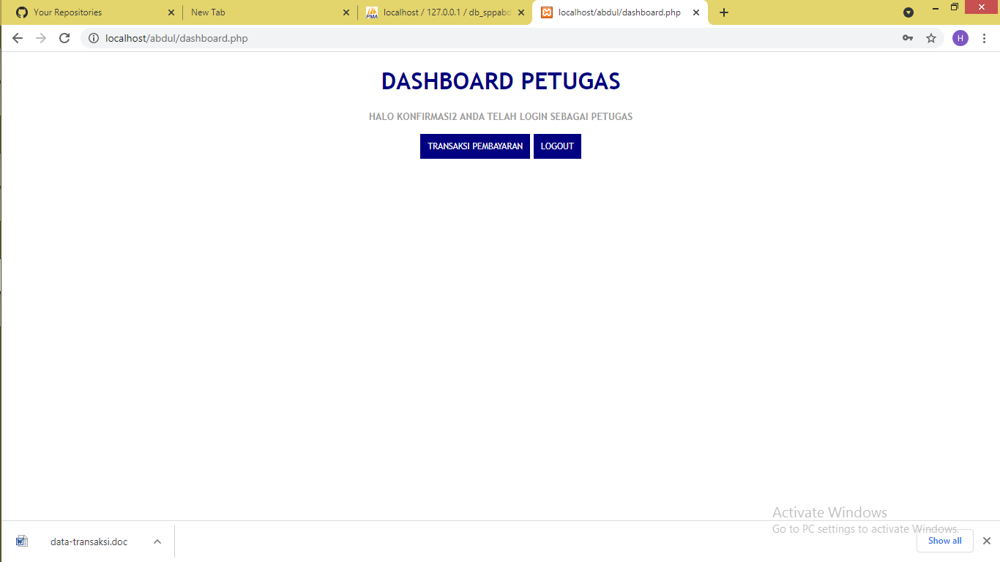 Your Repositories
New Tab
PMA
localhost / 127.0.0.1 / db_sppabd
localhost/abdul/dashboard.php
localhost/abdul/dashboard.php
H
DASHBOARD PETUGAS
HALO KONFIRMASI2 ANDA TELAH LOGIN SEBAGAI PETUGAS
TRANSAKSI PEMBAYARAN
LOGOUT
Activate Windows
Go to PC settings to activate Windows.
data-transaksi.doc
Show all